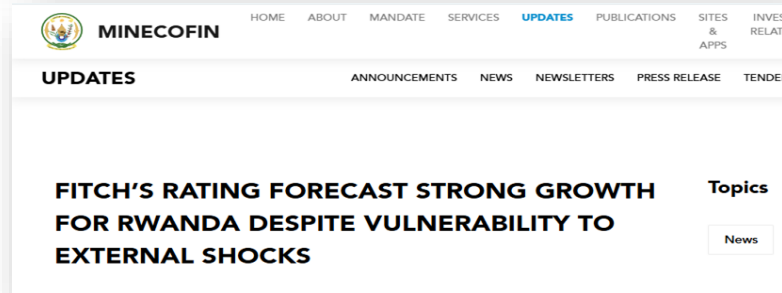 MINECOFIN
HOME ABOUT MANDATE SERVICES UPDATES PUBLICATIONS SITES
&
APPS
UPDATES
ANNOUNCEMENTS NEWS NEWSLETTERS PRESS RELEASE
FITCH'S RATING FORECAST STRONG GROWTH
FOR RWANDA DESPITE VULNERABILITY TO
EXTERNAL SHOCKS
Topics
News